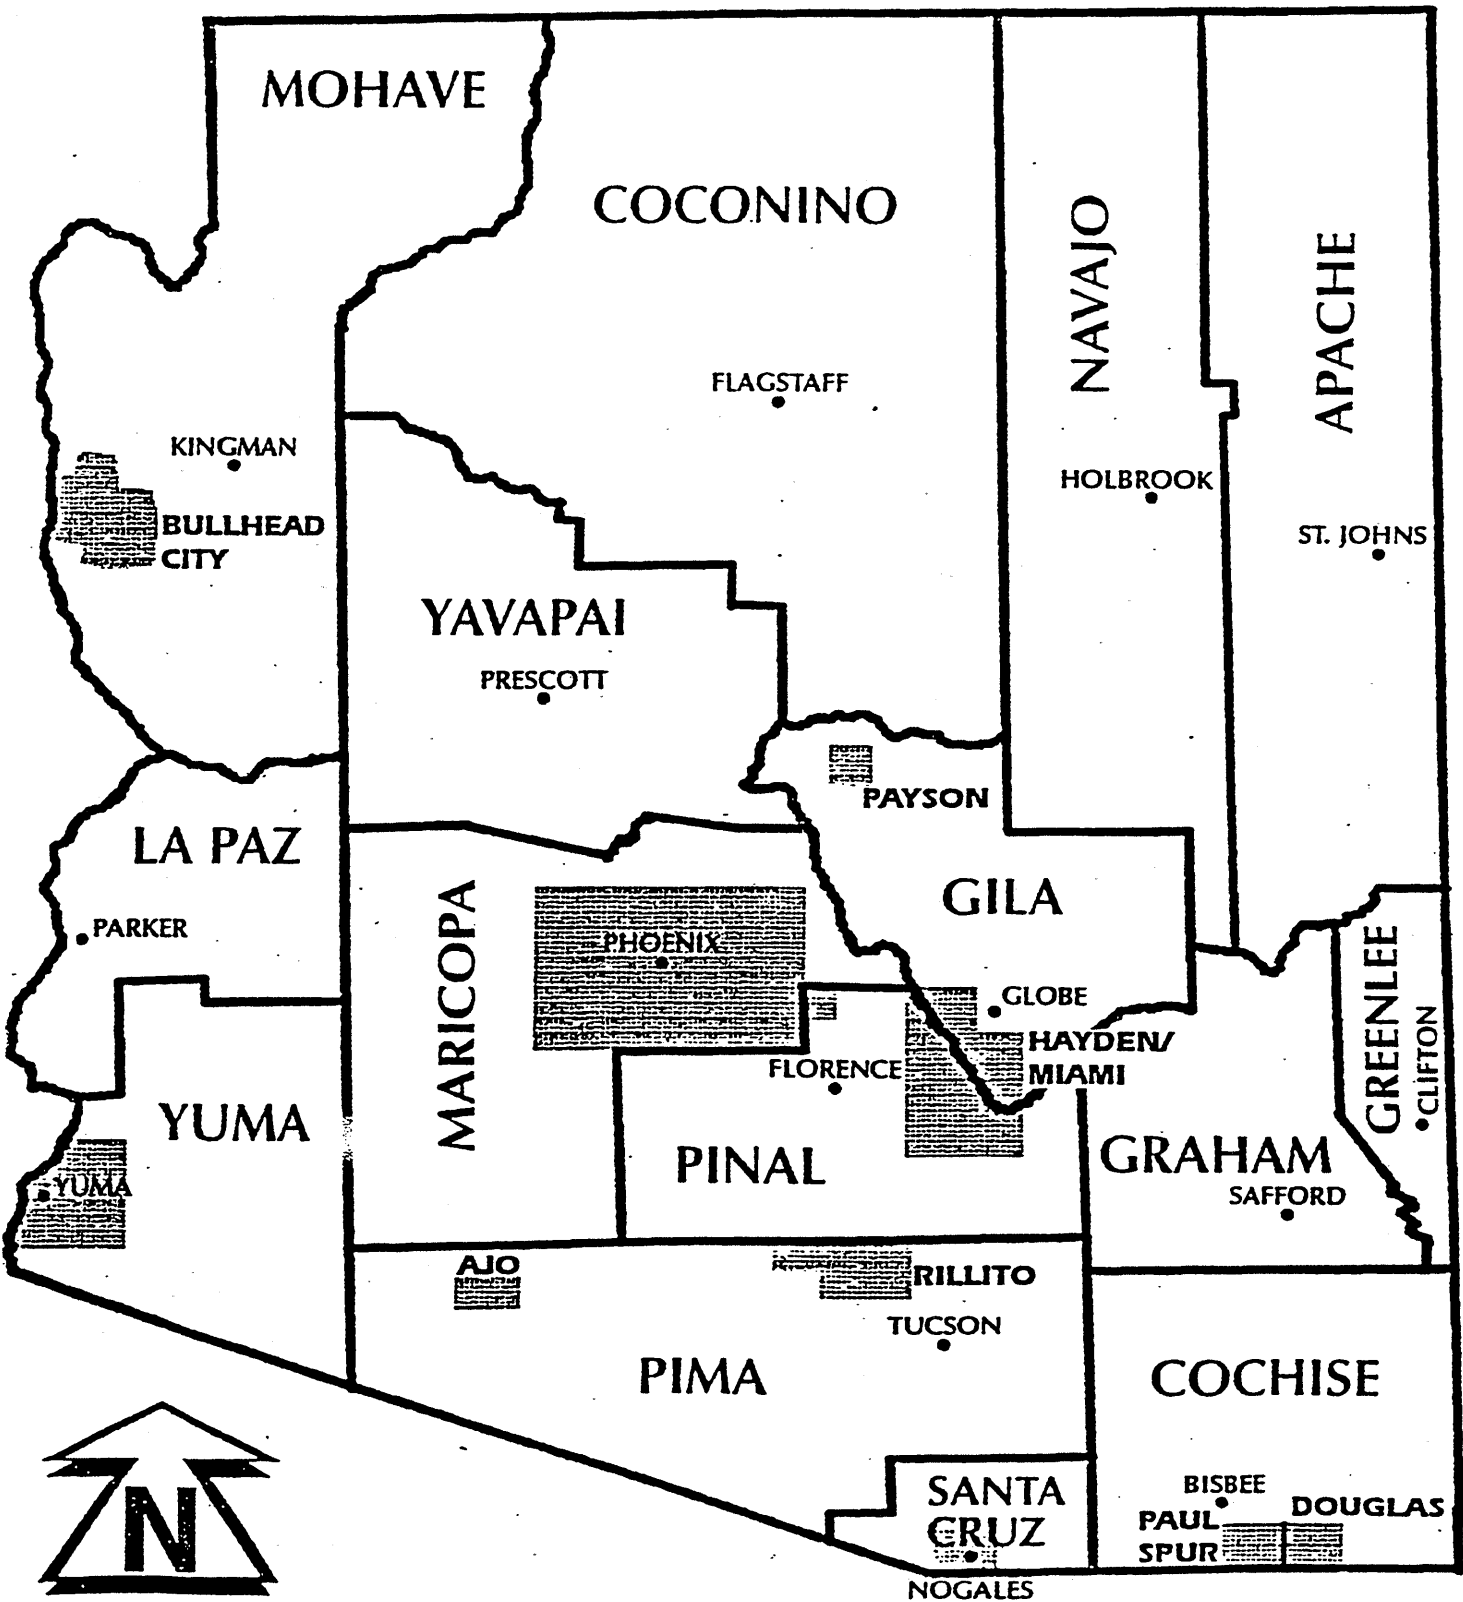 MOHAVE
COCONINO
NAVAJO
APACHE
FLAGSTAFF
KINGMAN
HOLBROOK
BULLHEAD
CITY
ST. JOHNS
YAVAPAI
PRESCOTT
PAYSON
LA PAZ
GILA
PARKER
MARICOPA
PHOENIX
GREENLEE
CLIFTON
GLOBE
HAYDEN/
MIAMI
FLORENCE
YUMA
YUMA
PINAL
GRAHAM
SAFFORD
AJO
RILLITO
TUCSON
PIMA
COCHISE
N
SANTA
CRUZ
NOGALES
BISBEE
PAUL
SPUR
DOUGLAS